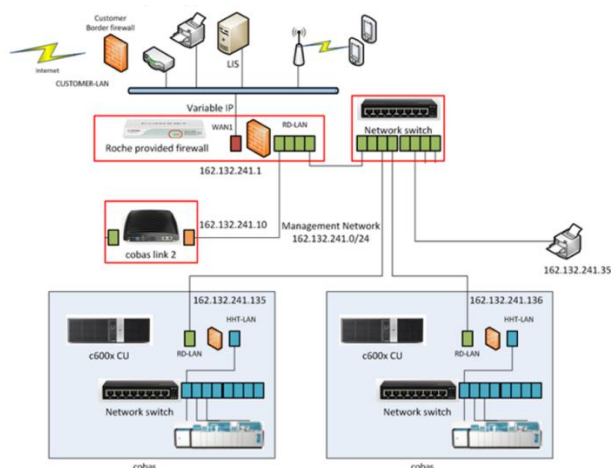 Customer
Border firewall
Internet
CUSTOMER-LAN
LIS
Variable IP
WAN1
RD-LAN
Roche provided firewall
162.132.241.1
Network switch
162.132.241.10
cobas link 2
Management Network
162.132.241.0/24
162.132.241.35
162.132.241.135
HHT-LAN
c600x CU
RD-LAN
Network switch
cobas
162.132.241.136
HHT-LAN
c600x CU
RD-LAN
Network switch
cobas